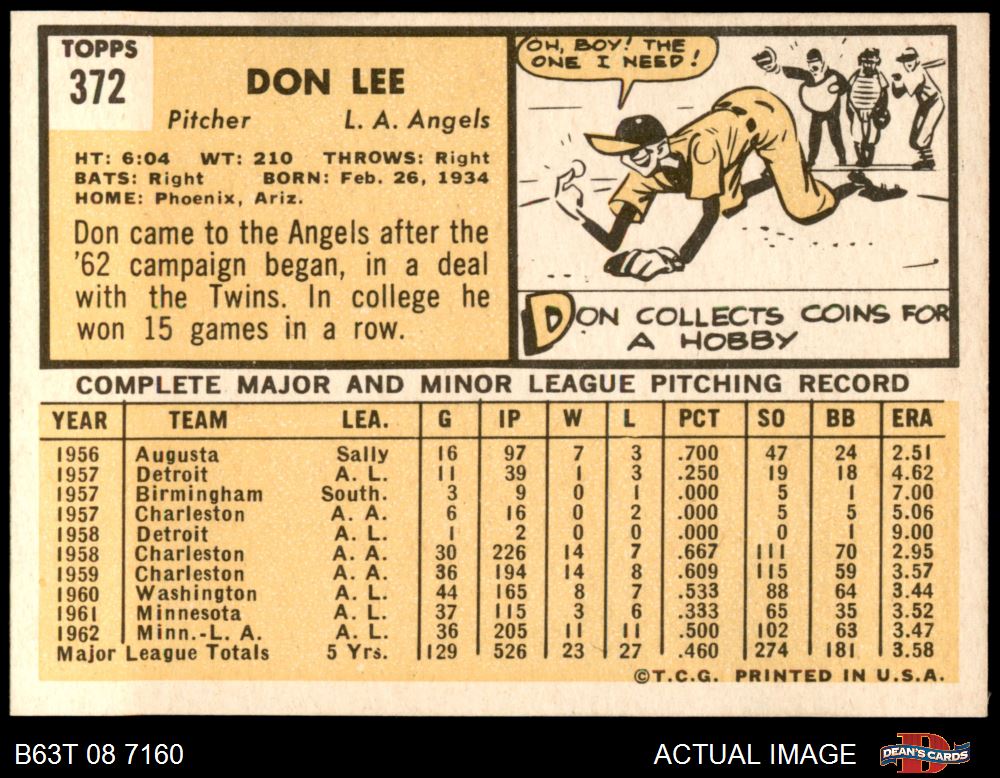 TOPPS
372
DON LEE
Pitcher L. A. Angels
HT: 6:04 WT: 210 THROWS: Right
BATS: Right BORN: Feb. 26, 1934
HOME: Phoenix, Ariz.
Don came to the Angels after the
'62 campaign began, in a deal
with the Twins. In college he
won 15 games in a row.
OH, BOY! THE
ONE I NEED!
DON COLLECTS COINS FOR
A HOBBY
COMPLETE MAJOR AND MINOR LEAGUE PITCHING RECORD
YEAR TEAM LEA. G IP W L PCT SO BB ERA
1956 Augusta Sally 16 97 7 3 .700 47 24 2.51
1957 Detroit A. L. 11 39 1 3 .250 19 18 4.62
1957 Birmingham South. 3 9 0 1 .000 5 1 7.00
1957 Charleston A. A. 6 16 0 2 .000 5 5 5.06
1958 Detroit A. L. 1 2 0 0 .000 0 1 9.00
1958 Charleston A. A. 30 226 14 7 .667 111 70 2.95
1959 Charleston A. A. 36 194 14 8 .609 115 59 3.57
1960 Washington A. L. 44 165 8 7 .533 88 64 3.44
1961 Minnesota A. L. 37 115 3 6 .333 65 35 3.52
1962 Minn.-L. A. A. L. 36 205 11 11 .500 102 63 3.47
Major League Totals 5 Yrs. 129 526 23 27 .460 274 181 3.58
©T.C.G. PRINTED IN U.S.A.
B63T 08 7160 ACTUAL IMAGE DEAN'S CARDS